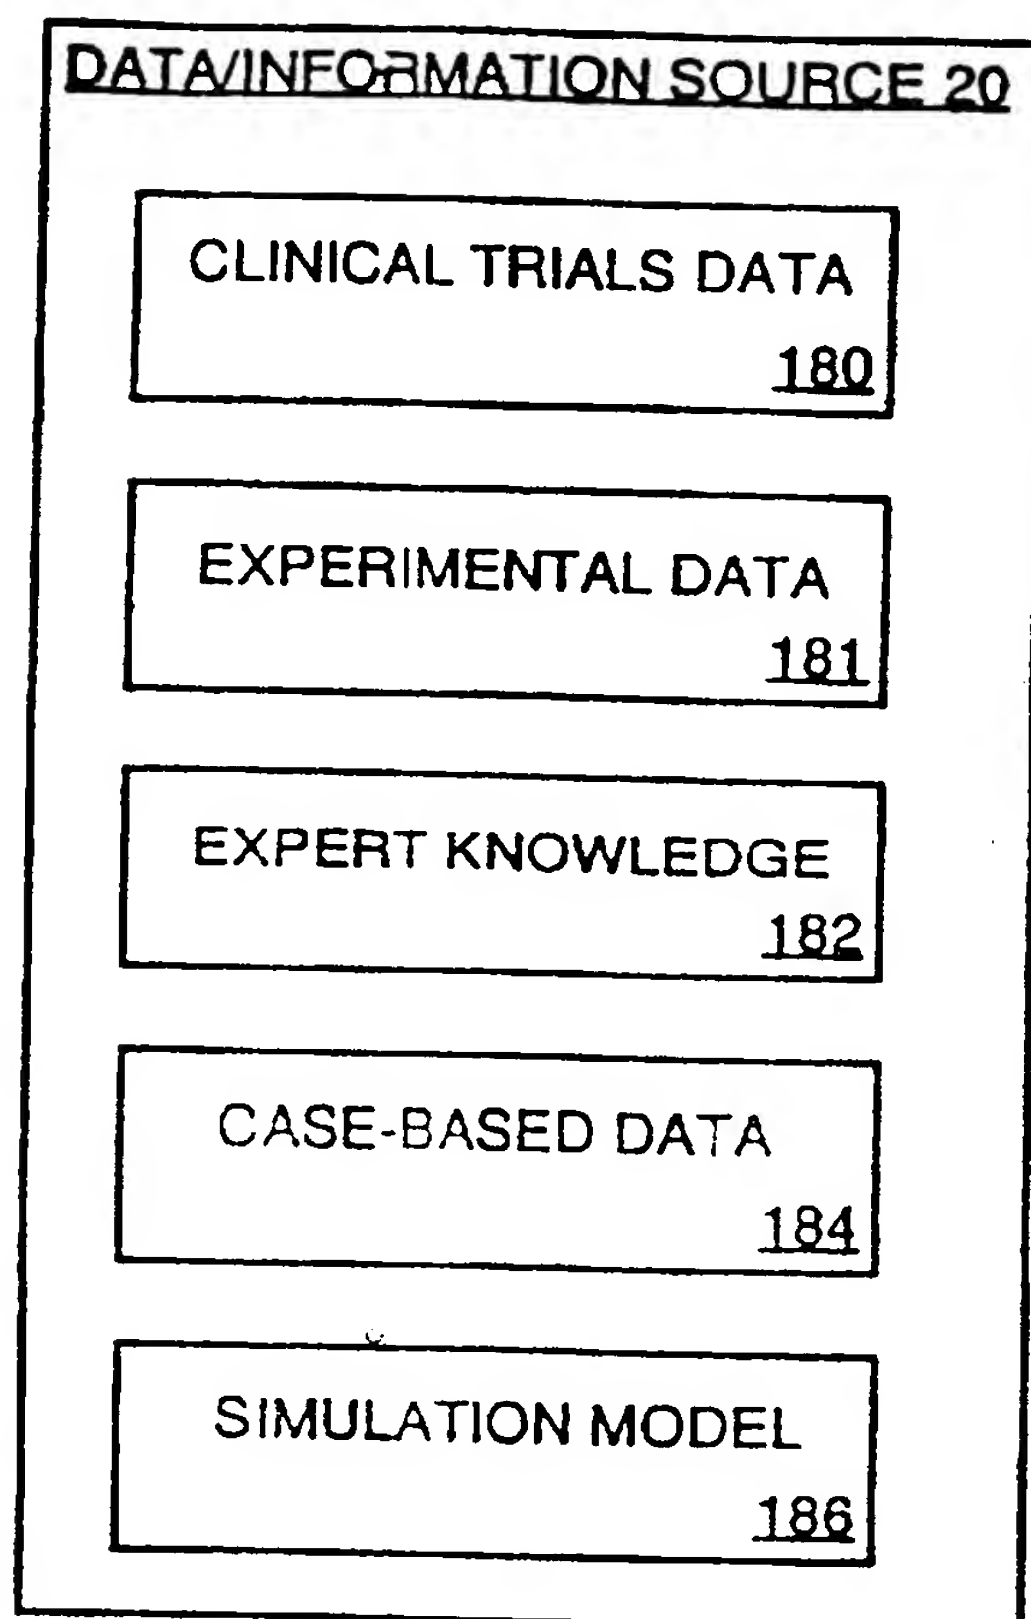 DATA/INFORMATION SOURCE 20
CLINICAL TRIALS DATA
180
EXPERIMENTAL DATA
181
EXPERT KNOWLEDGE
182
CASE-BASED DATA
184
SIMULATION MODEL
186